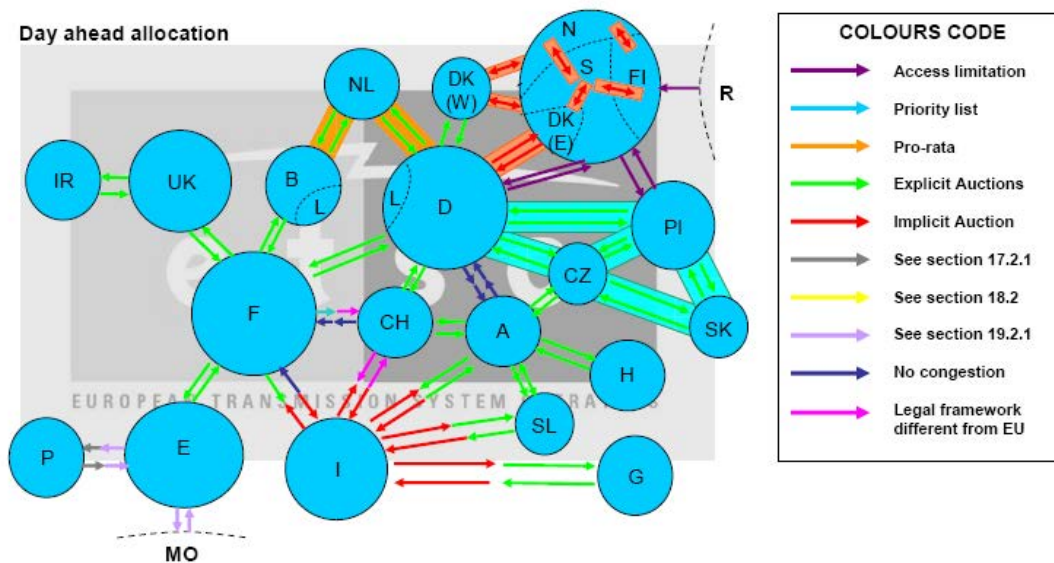 Day ahead allocation
N
S
FI
DK
(E)
DK
(W)
NL
R
IR
UK
B
L
L
D
PI
CZ
SK
F
CH
A
H
SL
I
G
E
P
MO
EUROPEAN TRANSMISSION SYSTEM OPERATORS
COLOURS CODE
Access limitation
Priority list
Pro-rata
Explicit Auctions
Implicit Auction
See section 17.2.1
See section 18.2
See section 19.2.1
No congestion
Legal framework
different from EU